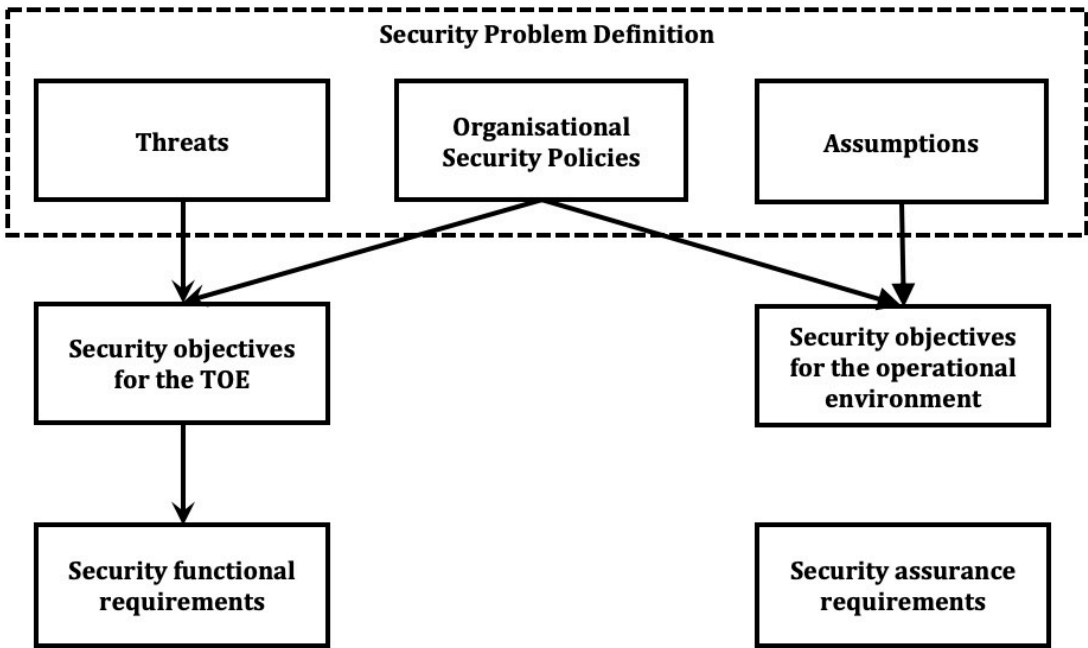 Security Problem Definition
Threats
Organisational
Security Policies
Assumptions
Security objectives
for the TOE
Security objectives
for the operational
environment
Security functional
requirements
Security assurance
requirements